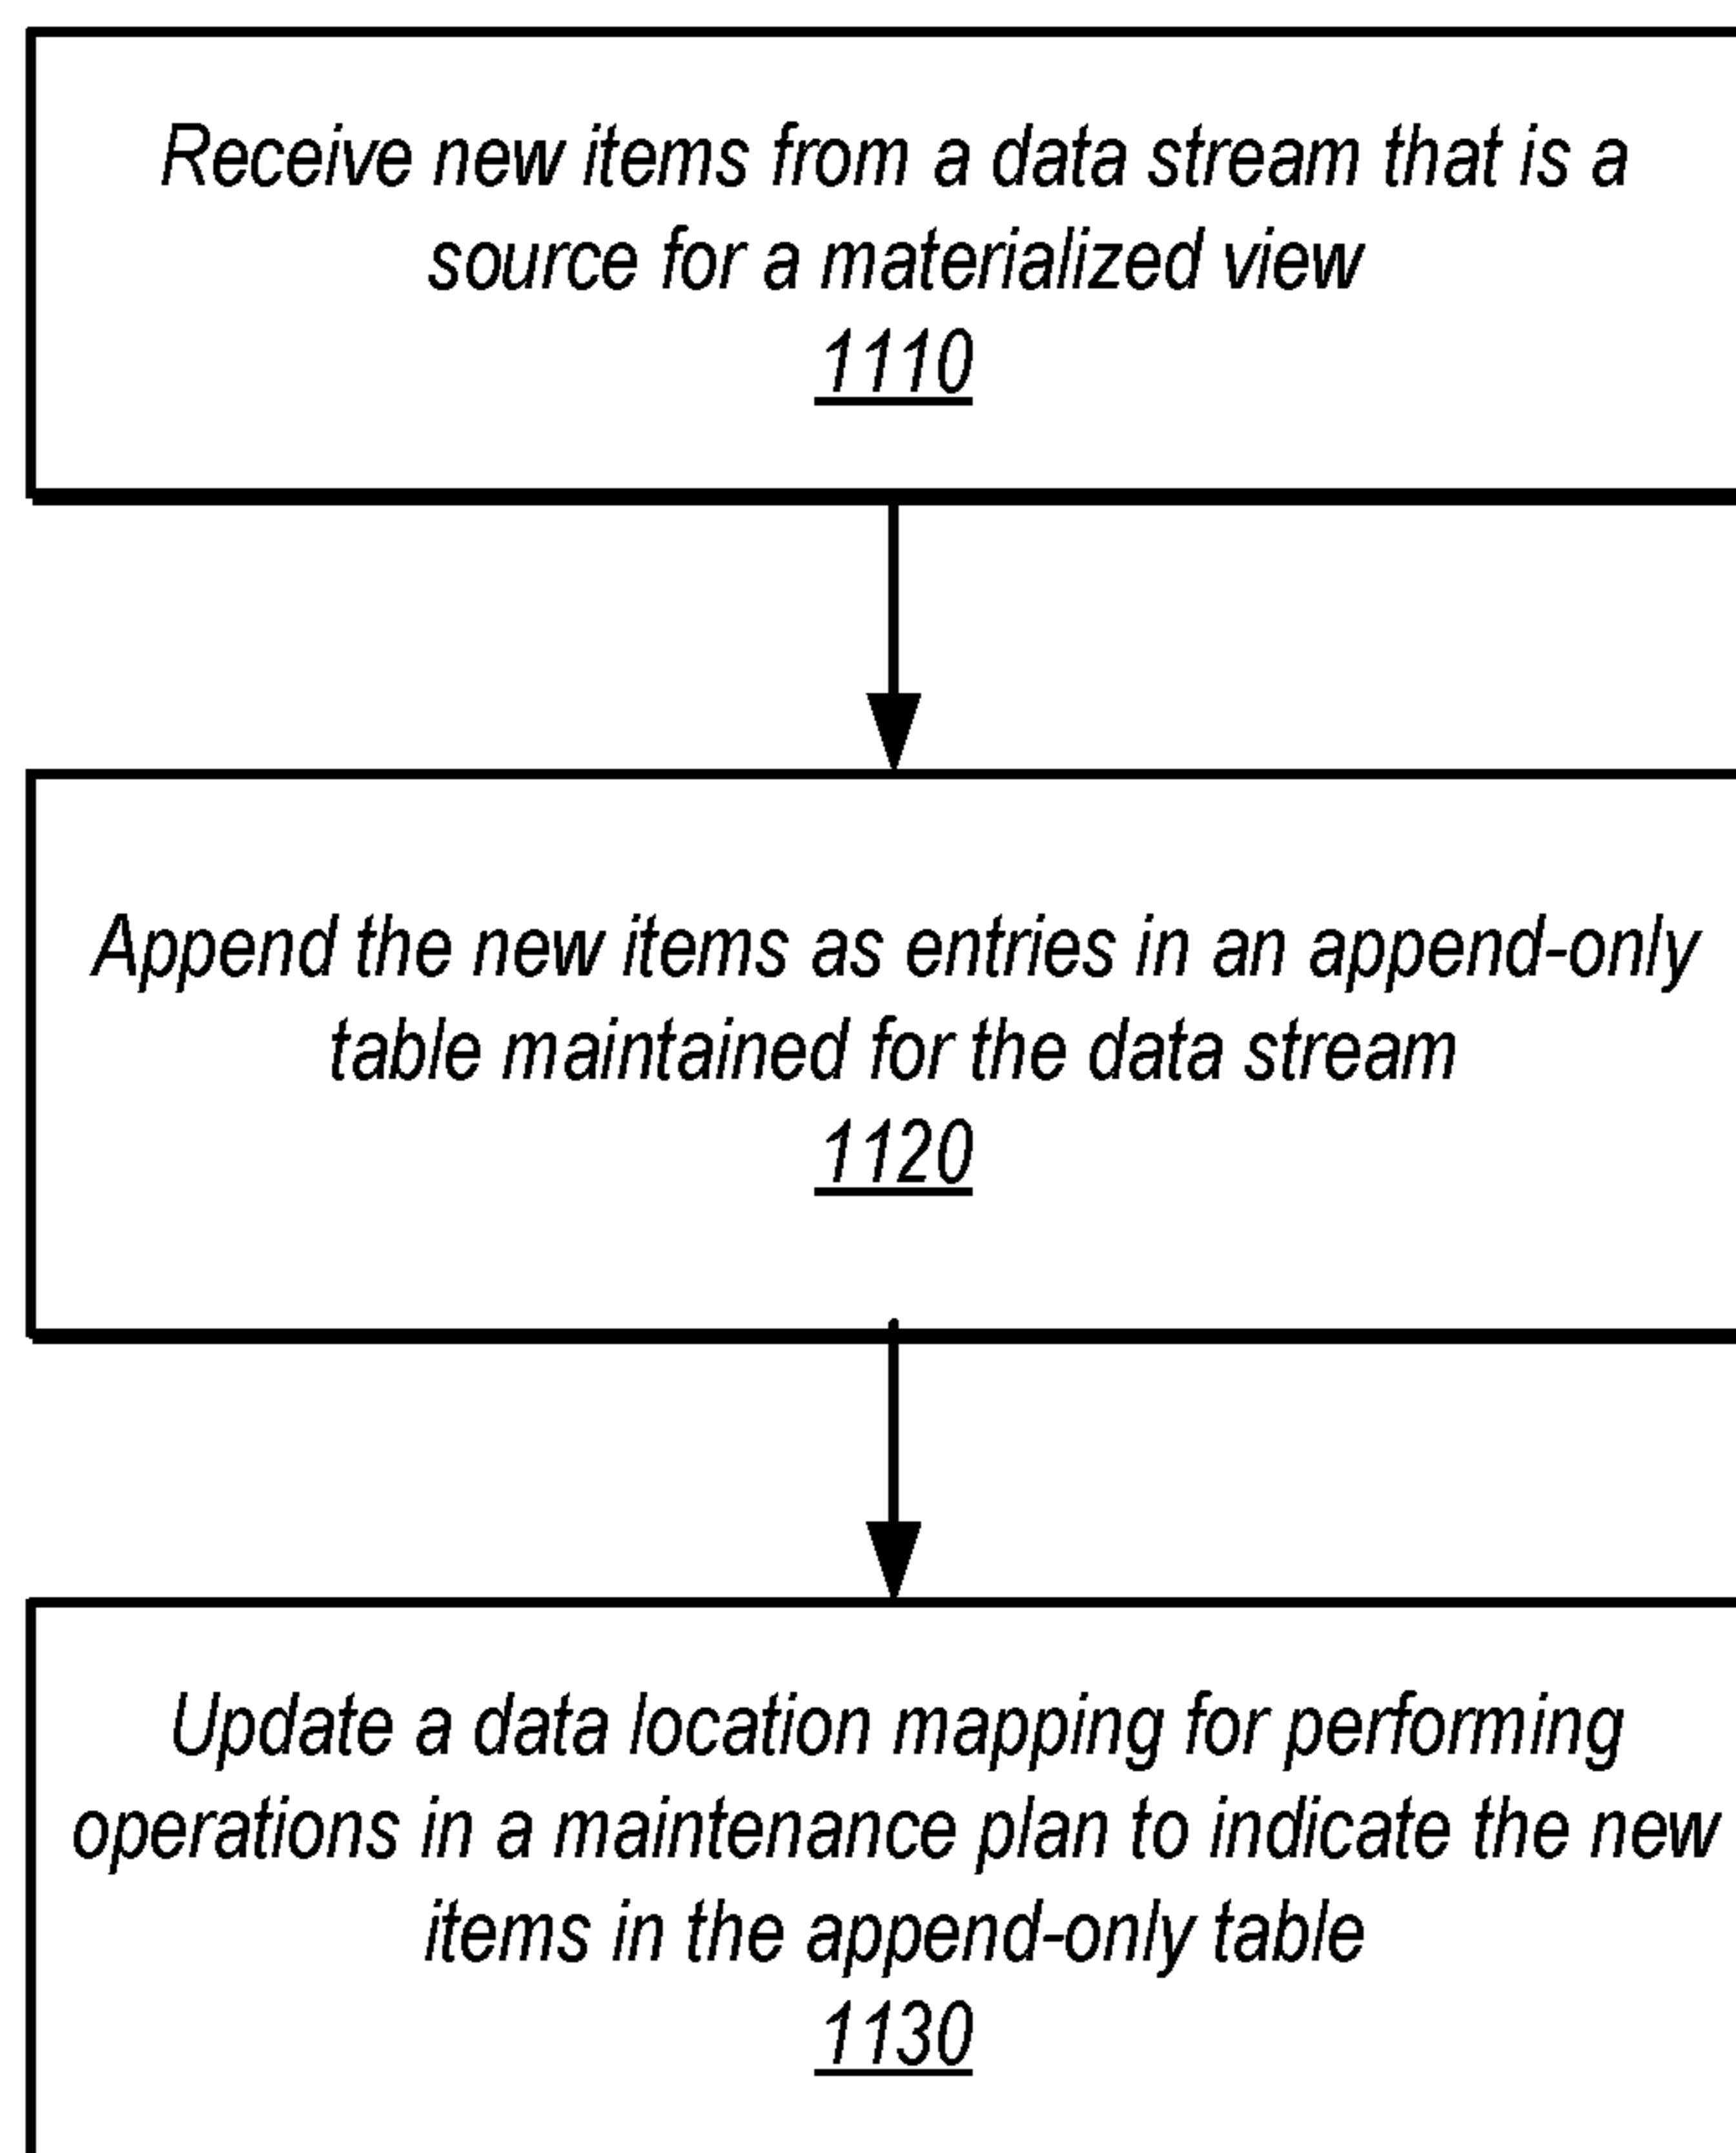 Receive new items from a data stream that is a
source for a materialized view
1110
Append the new items as entries in an append-only
table maintained for the data stream
1120
Update a data location mapping for performing
operations in a maintenance plan to indicate the new
items in the append-only table
1130